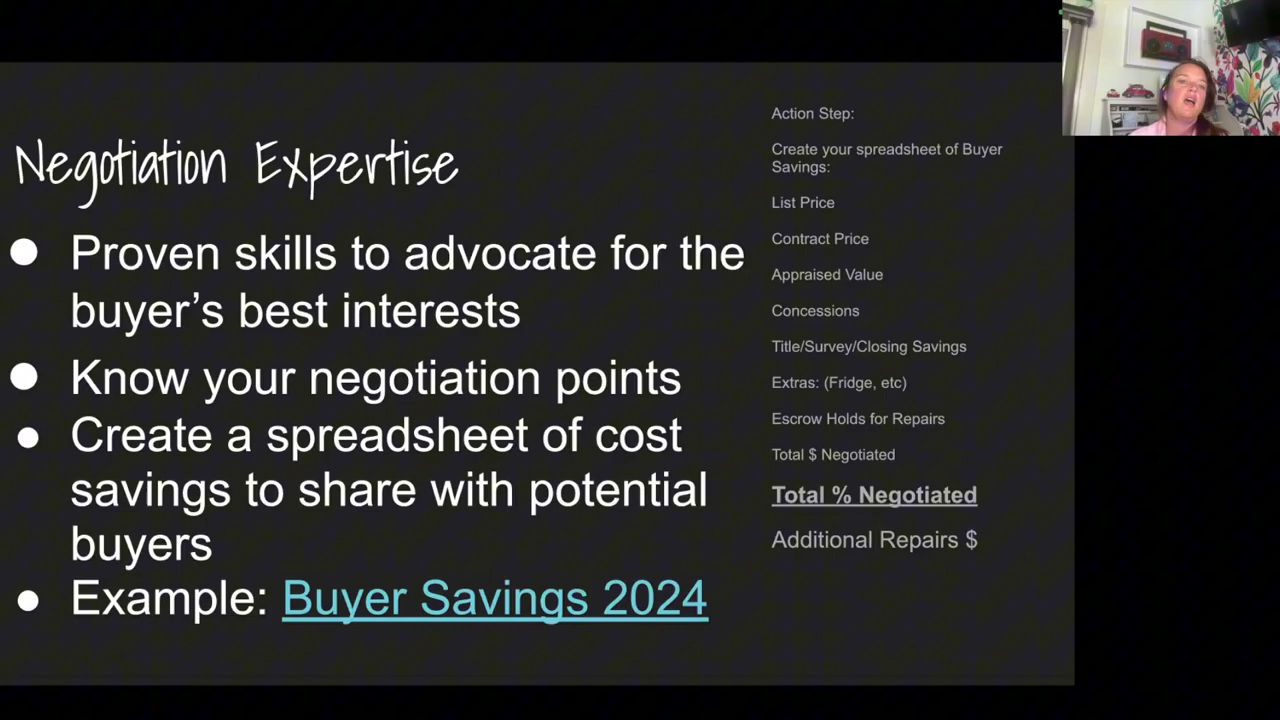 Negotiation Expertise
● Proven skills to advocate for the
buyer’s best interests
● Know your negotiation points
● Create a spreadsheet of cost
savings to share with potential
buyers
● Example: Buyer Savings 2024
Action Step:
Create your spreadsheet of Buyer
Savings:
List Price
Contract Price
Appraised Value
Concessions
Title/Survey/Closing Savings
Extras: (Fridge, etc)
Escrow Holds for Repairs
Total $ Negotiated
Total % Negotiated
Additional Repairs $